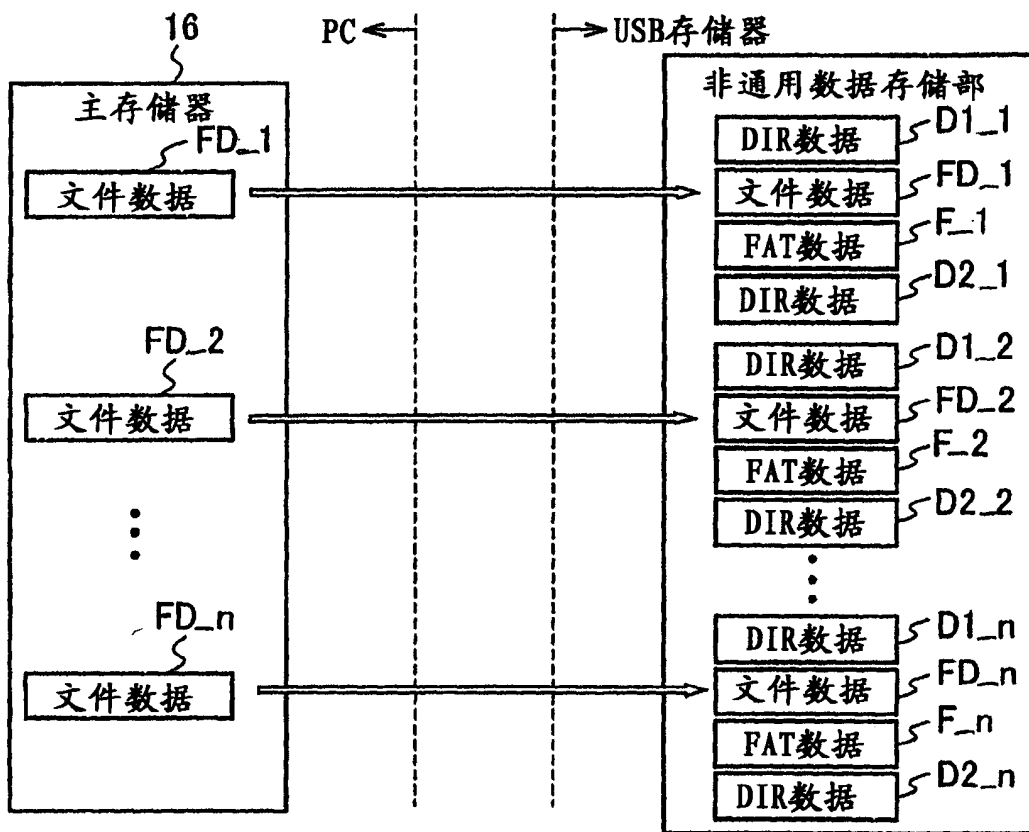 16
PC
USB存储器
主存储器
FD_1
文件数据
FD_2
文件数据
FD_n
文件数据
非通用数据存储部
DIR数据
D1_1
文件数据
FD_1
FAT数据
F_1
DIR数据
D2_1
DIR数据
D1_2
文件数据
FD_2
FAT数据
F_2
DIR数据
D2_2
DIR数据
D1_n
文件数据
FD_n
FAT数据
F_n
DIR数据
D2_n